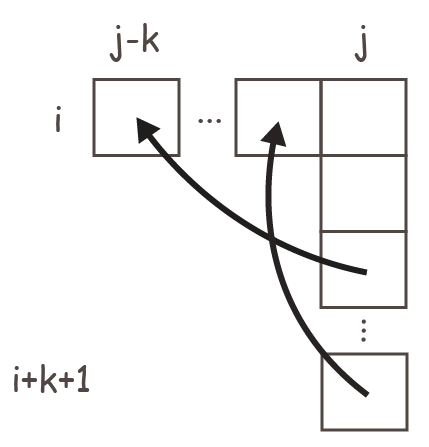 j-k j
i ...
⋮
i+k+1